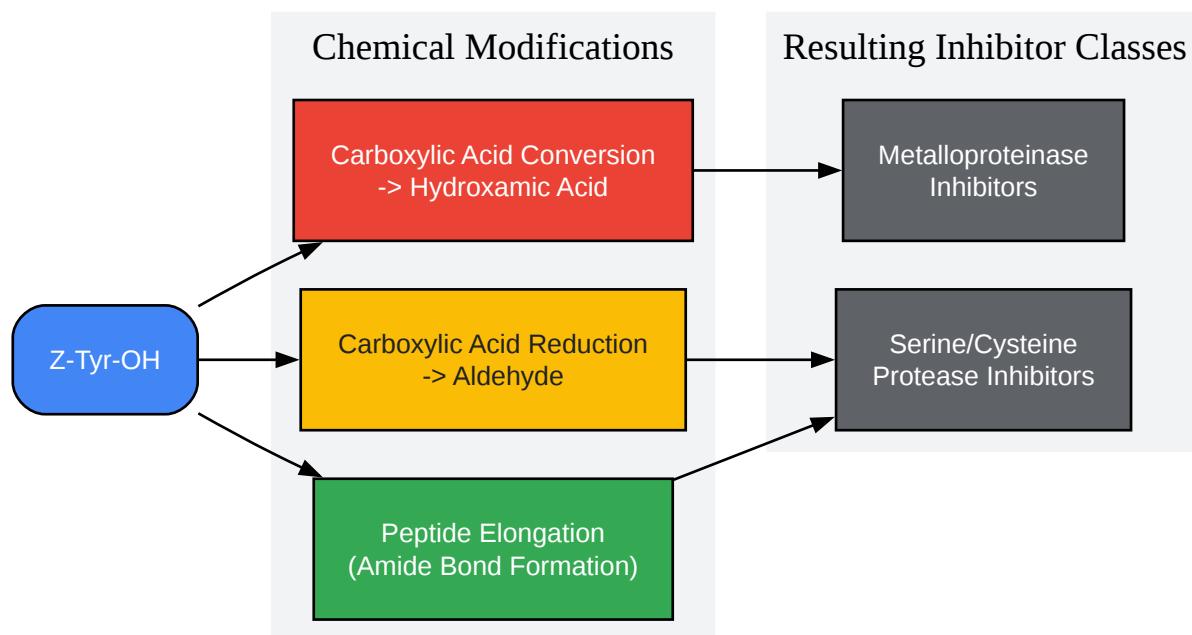 Chemical Modifications
Resulting Inhibitor Classes
Carboxylic Acid Conversion
-> Hydroxamic Acid
Metalloproteinase
Inhibitors
Z-Tyr-OH
Carboxylic Acid Reduction
-> Aldehyde
Serine/Cysteine
Protease Inhibitors
Peptide Elongation
(Amide Bond Formation)